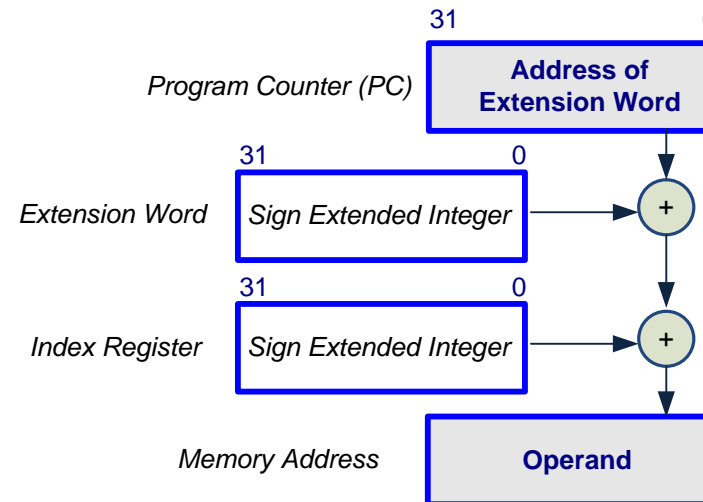 31
Program Counter (PC)
Address of
Extension Word
31 0
Extension Word
Sign Extended Integer
+
31 0
Index Register
Sign Extended Integer
+
Memory Address
Operand